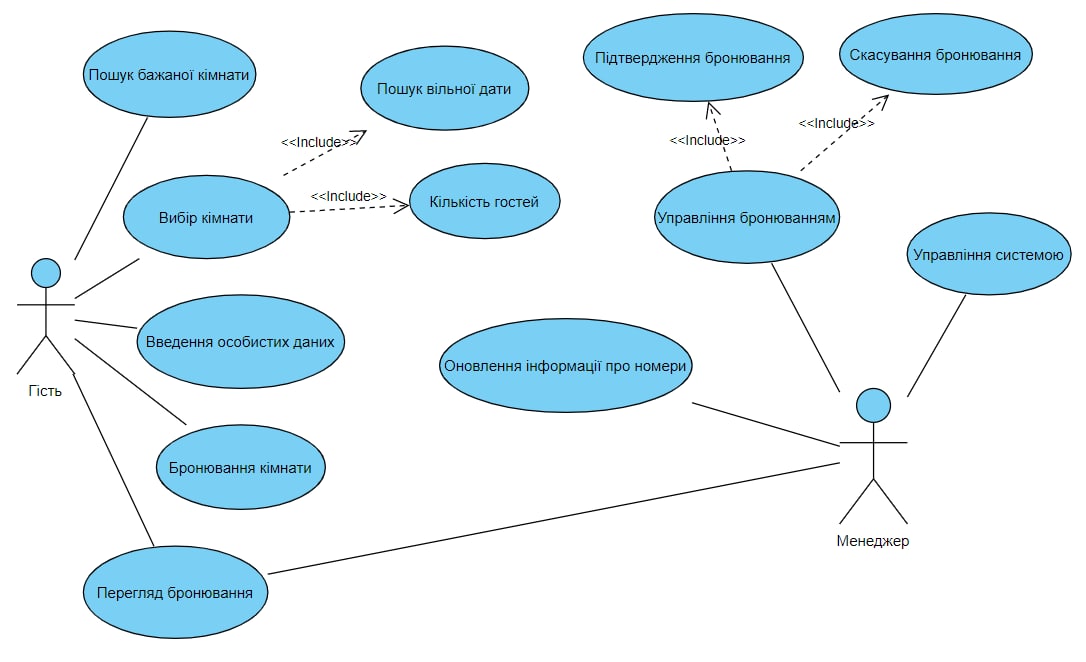 Пошук бажаної кімнати
Пошук вільної дати
Підтвердження бронювання
Скасування бронювання
<<Include>>
<<Include>>
<<Include>>
<<Include>>
Вибір кімнати
Кількість гостей
Управління бронюванням
Управління системою
Введення особистих даних
Оновлення інформації про номери
Гість
Бронювання кімнати
Менеджер
Перегляд бронювання